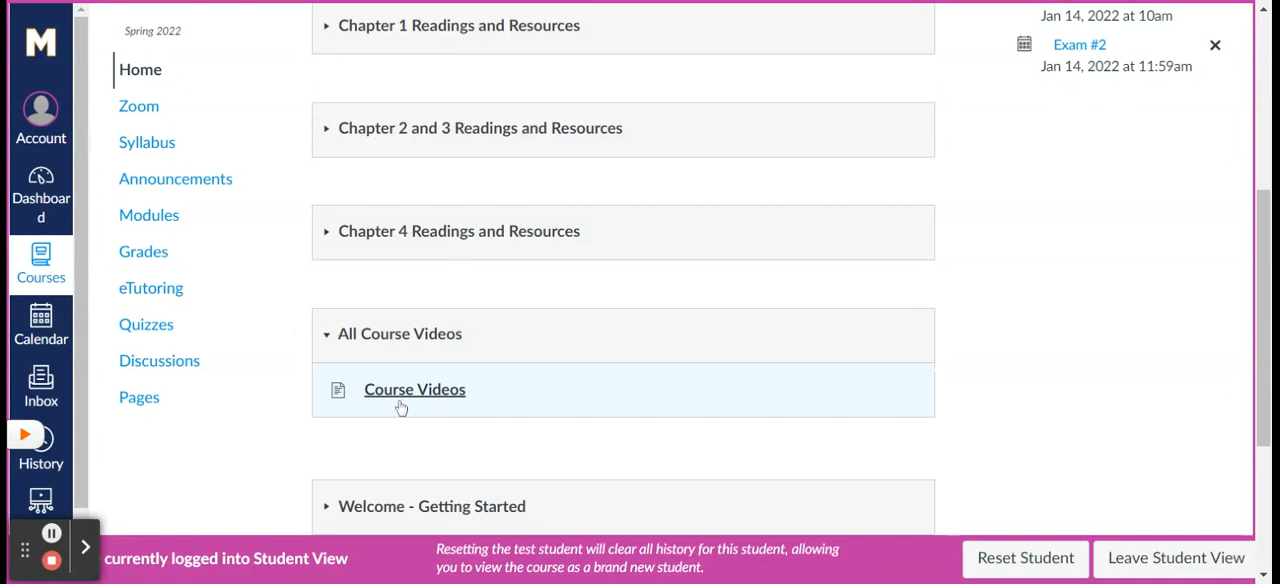 M
Account
Dashboar
d
Courses
Calendar
Inbox
History
Spring 2022
Home
Zoom
Syllabus
Announcements
Modules
Grades
eTutoring
Quizzes
Discussions
Pages
Chapter 1 Readings and Resources
Chapter 2 and 3 Readings and Resources
Chapter 4 Readings and Resources
All Course Videos
Course Videos
Welcome - Getting Started
Jan 14, 2022 at 10am
Exam #2
Jan 14, 2022 at 11:59am
currently logged into Student View
Resetting the test student will clear all history for this student, allowing
you to view the course as a brand new student.
Reset Student
Leave Student View